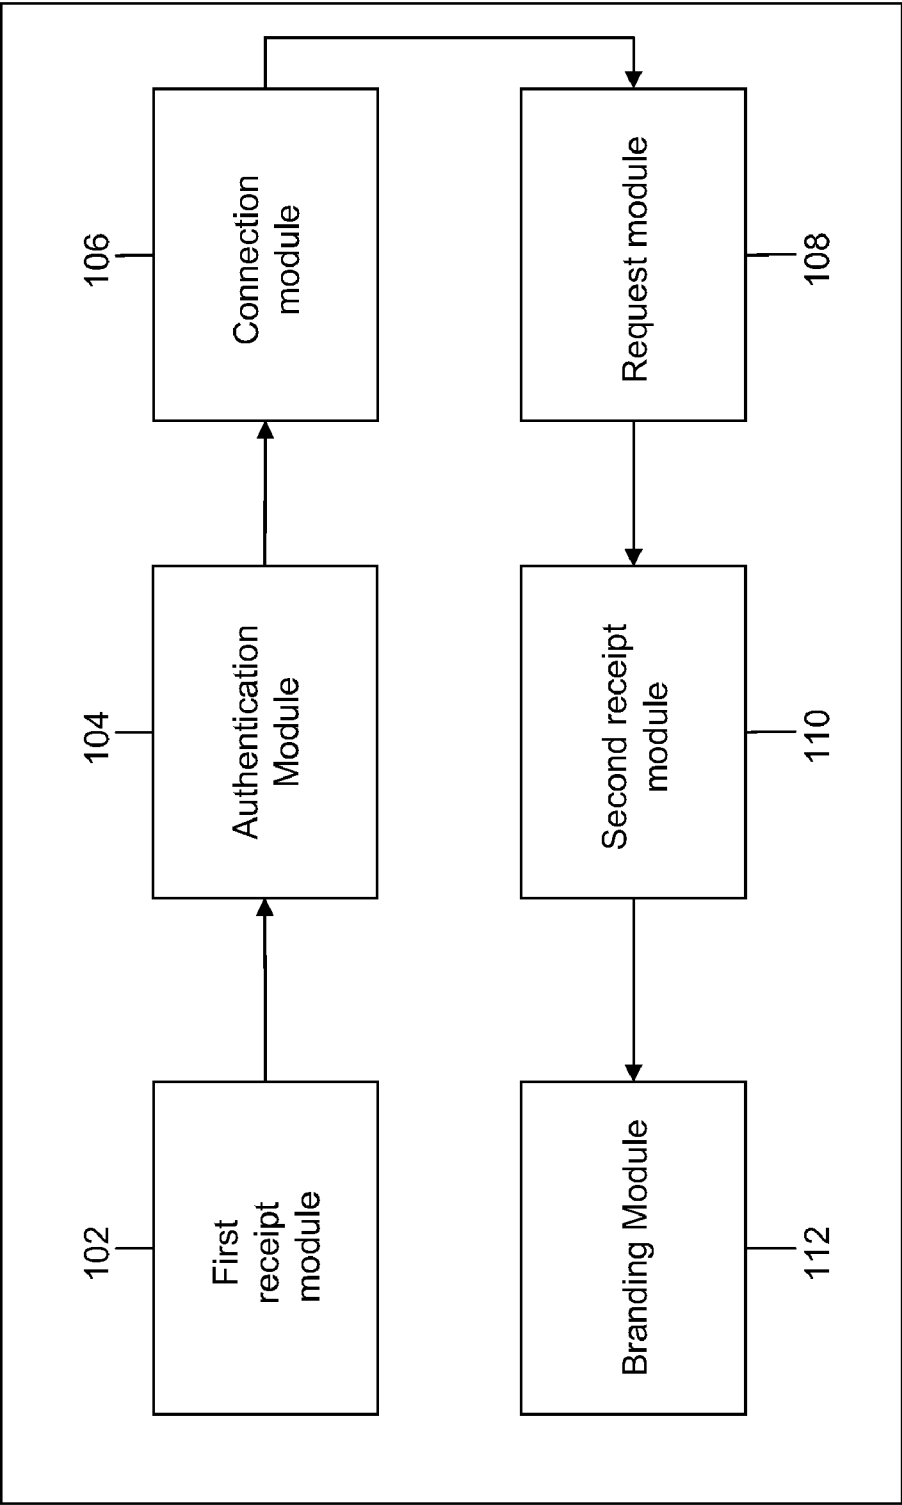 102
First
receipt
module
104
Authentication
Module
106
Connection
module
Request module
108
Second receipt
module
110
Branding Module
112